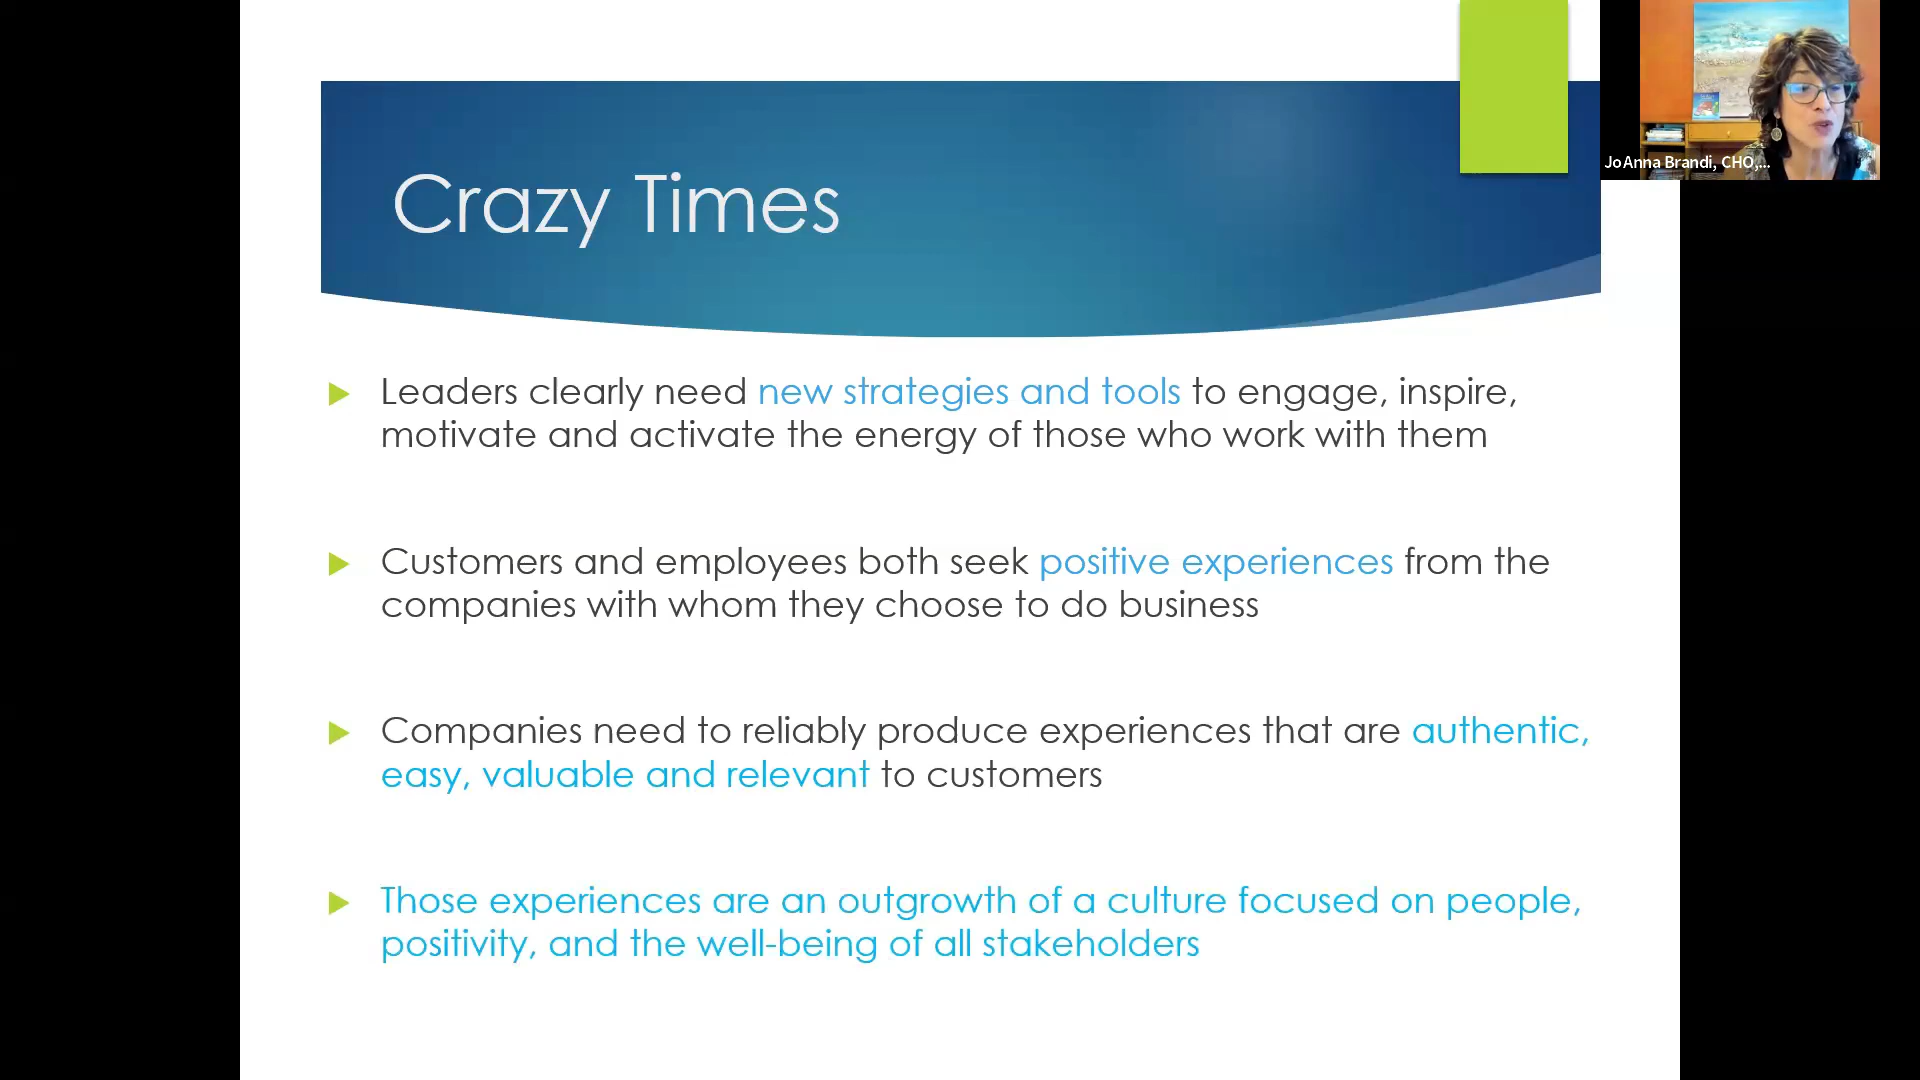 Crazy Times
JoAnna Brandi, CHO,...
Leaders clearly need new strategies and tools to engage, inspire,
motivate and activate the energy of those who work with them
Customers and employees both seek positive experiences from the
companies with whom they choose to do business
Companies need to reliably produce experiences that are authentic,
easy, valuable and relevant to customers
Those experiences are an outgrowth of a culture focused on people,
positivity, and the well-being of all stakeholders